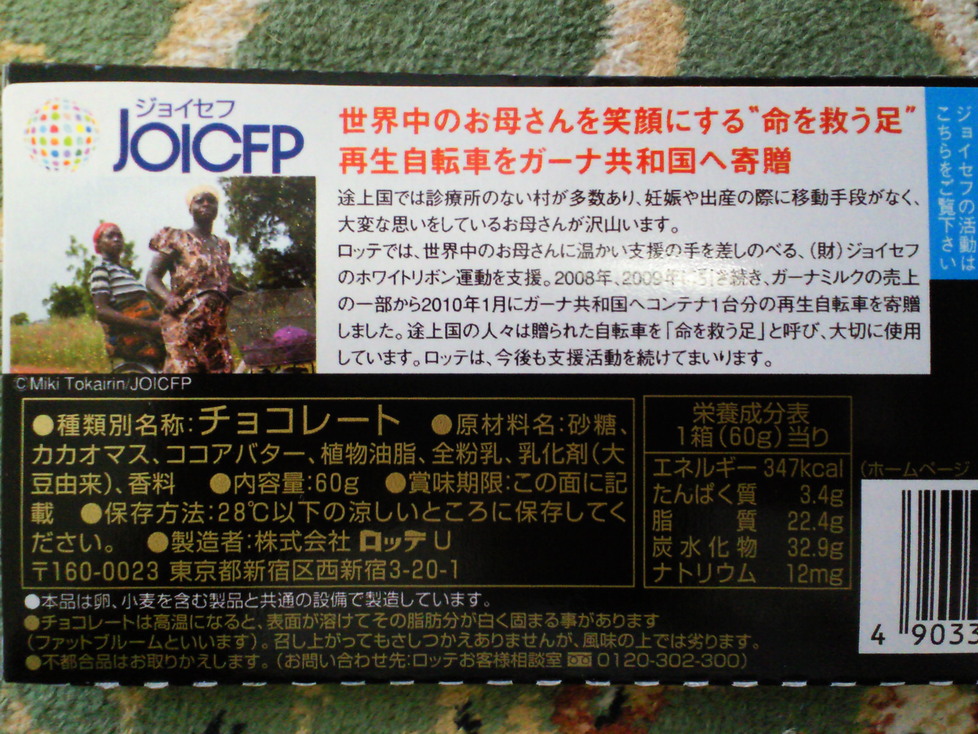 ジョイセフ
JOICFP
世界中のお母さんを笑顔にする"命を救う足"
再生自転車をガーナ共和国へ寄贈
途上国では診療所のない村が多数あり、妊娠や出産の際に移動手段がなく、
大変な思いをしているお母さんが沢山います。
ロッテでは、世界中のお母さんに温かい支援の手を差しのべる、(財)ジョイセフ
のホワイトリボン運動を支援。2008年、2009年に引き続き、ガーナミルクの売上
の一部から2010年1月にガーナ共和国へコンテナ1台分の再生自転車を寄贈
しました。途上国の人々は贈られた自転車を「命を救う足」と呼び、大切に使用
しています。ロッテは、今後も支援活動を続けてまいります。
ジョイセフの活動は
こちらをご覧下さい
©Miki Tokairin/JOICFP
●種類別名称:チョコレート ●原材料名:砂糖、
カカオマス、ココアバター、植物油脂、全粉乳、乳化剤(大
豆由来)、香料 ●内容量:60g ●賞味期限:この面に記
載 ●保存方法:28℃以下の涼しいところに保存してく
ださい。 ●製造者:株式会社 ロッテ U
〒160-0023 東京都新宿区西新宿3-20-1
栄養成分表
1箱(60g)当り
エネルギー 347kcal
たんぱく質 3.4g
脂質 22.4g
炭水化物 32.9g
ナトリウム 12mg
(ホームページ
●本品は卵、小麦を含む製品と共通の設備で製造しています。
●チョコレートは高温になると、表面が溶けてその脂肪分が白く固まる事があります
(ファットブルームといいます)。召し上がってもさしつかえありませんが、風味の上では劣ります。
●不都合品はお取りかえします。(お問い合わせ先:ロッテお客様相談室 0120-302-300)
4 9033